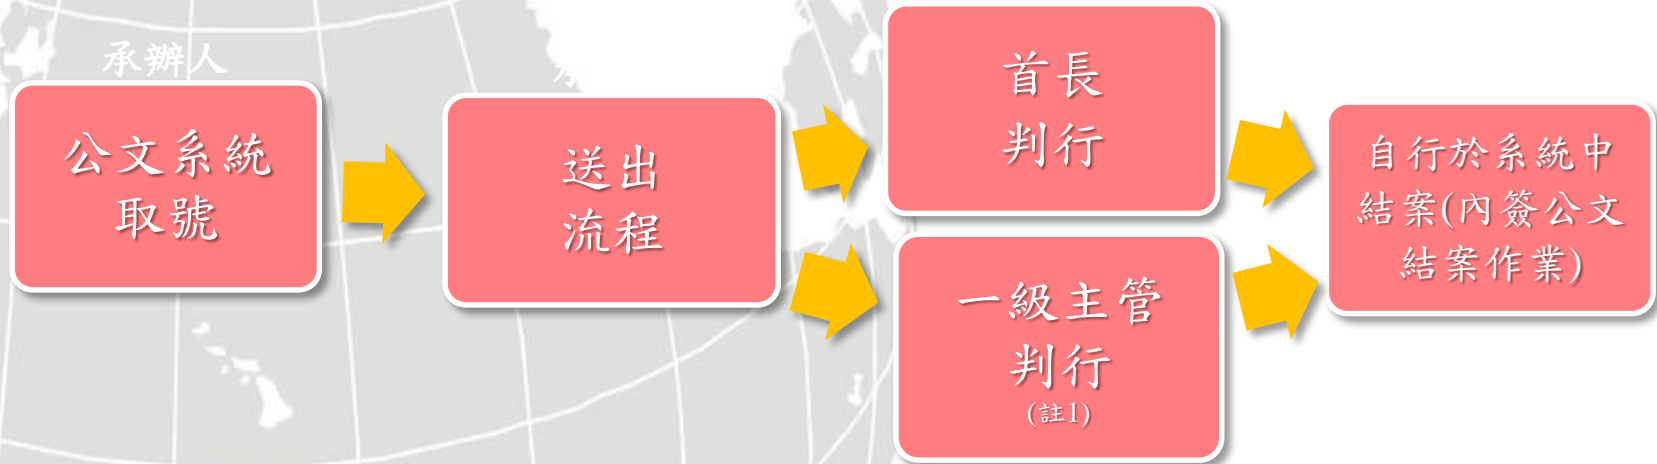 承辦人
公文系統
取號
送出
流程
首長
判行
一級主管
判行
(註1)
自行於系統中
結案(內簽公文
結案作業)